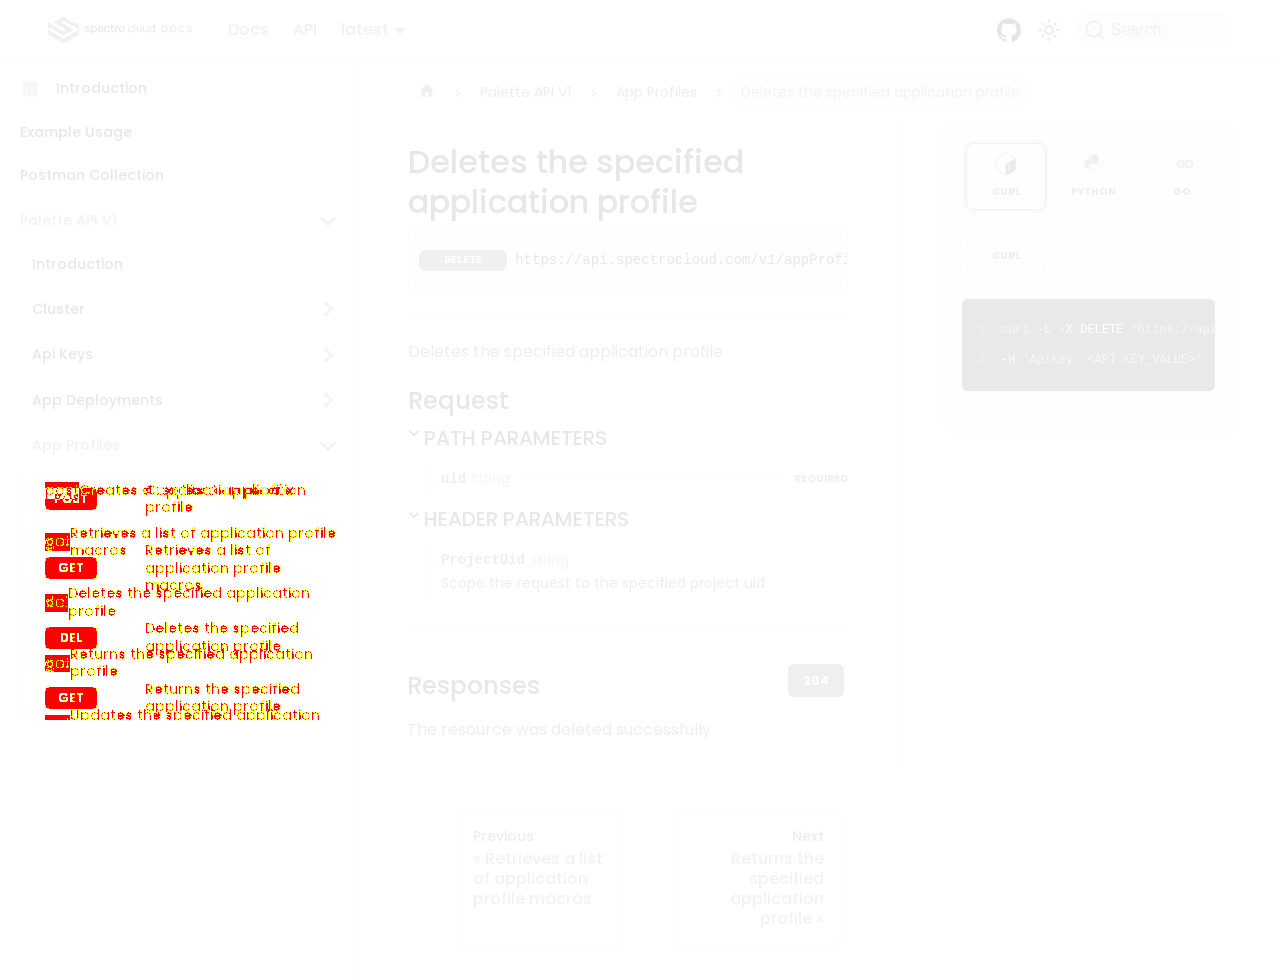 spectro cloud DOCS Docs API latest Search
Introduction
Example Usage
Postman Collection
Palette API V1
Introduction
Cluster
Api Keys
App Deployments
App Profiles
POST
profile
Retrieves a list of application profile
macros
GET
Retrieves a list of
application profile
macros
Deletes the specified application
profile
DEL
Deletes the specified
application profile
Returns the specified application
profile
GET
Returns the specified
application profile
Updates the specified application
Palette API V1 › App Profiles › Deletes the specified application profile
Deletes the specified
application profile
DELETE https://api.spectrocloud.com/v1/appProfi
Deletes the specified application profile
Request
PATH PARAMETERS
uid string REQUIRED
HEADER PARAMETERS
ProjectUid string
Scope the request to the specified project uid
Responses 204
The resource was deleted successfully
Previous
« Retrieves a list
of application
profile macros
Next
Returns the
specified
application
profile »
CURL PYTHON GO
CURL
1 curl -L -X DELETE 'https://api
2 -H 'ApiKey: <API_KEY_VALUE>'